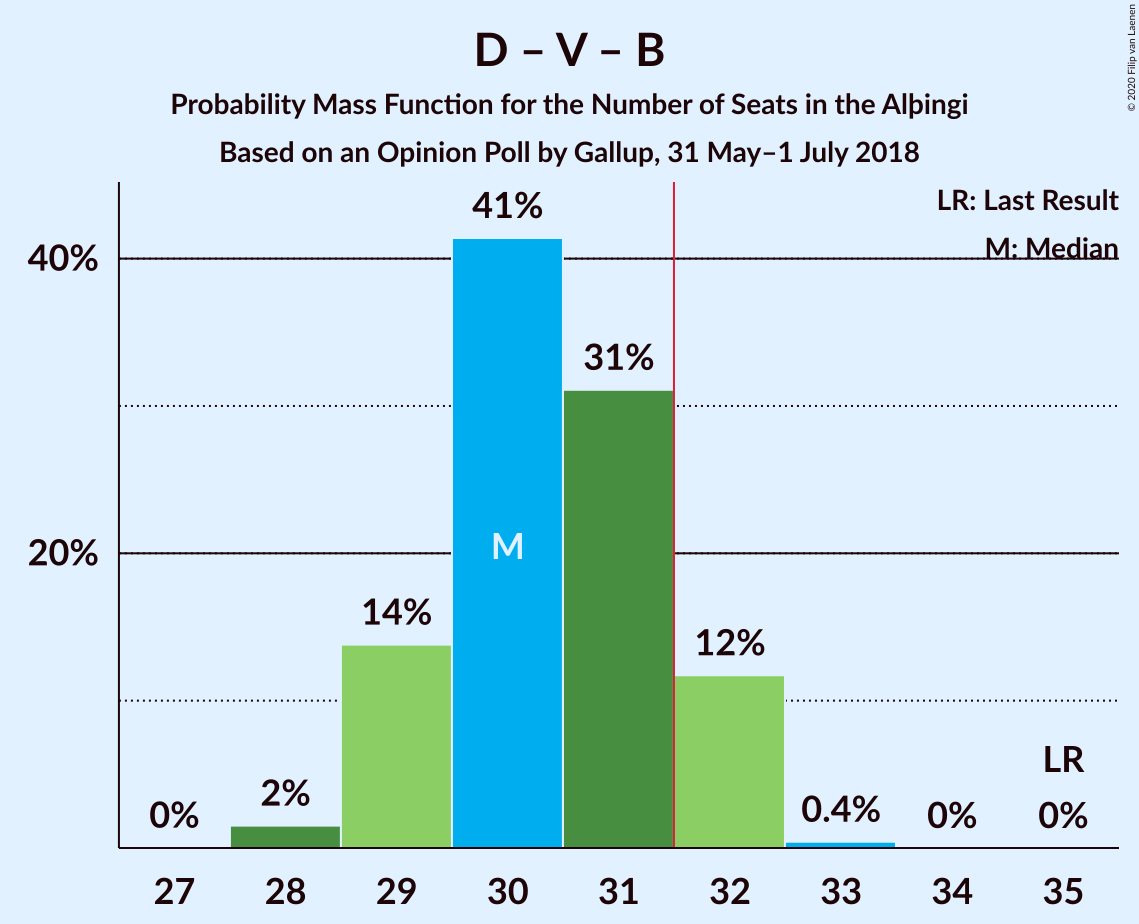 D – V – B
Probability Mass Function for the Number of Seats in the Alþingi
Based on an Opinion Poll by Gallup, 31 May–1 July 2018
© 2020 Filip van Laenen
LR: Last Result
M: Median
40%
20%
0%
2%
14%
41%
M
31%
12%
0.4%
0%
LR
0%
27 28 29 30 31 32 33 34 35